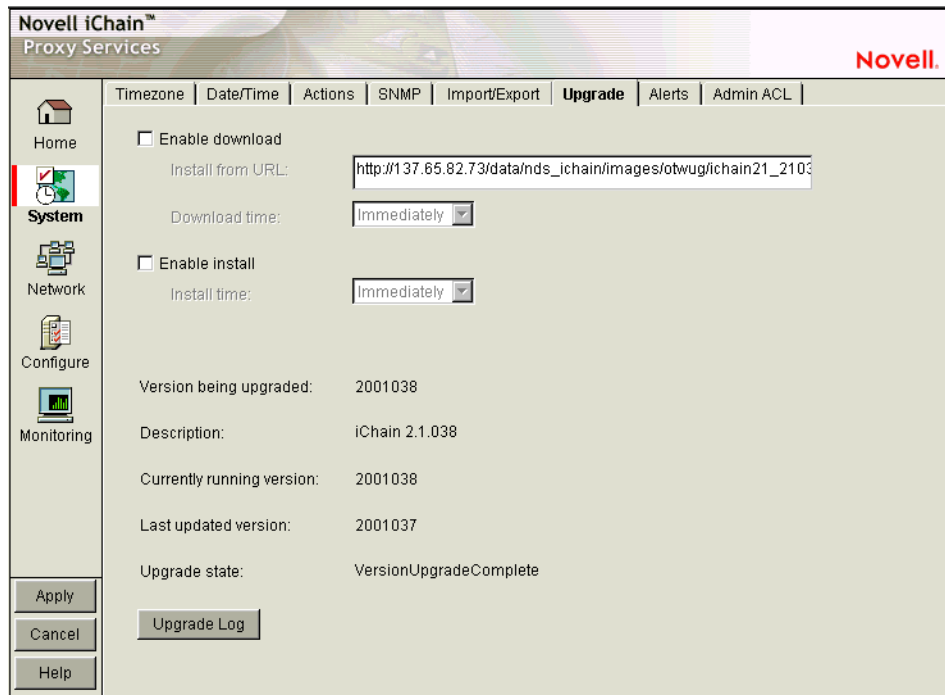 Novell iChain™
Proxy Services
Novell.
Timezone Date/Time Actions SNMP Import/Export Upgrade Alerts Admin ACL
Home
System
Network
Configure
Monitoring
Enable download
Install from URL: http://137.65.82.73/data/nds_ichain/images/otwug/ichain21_2103
Download time: Immediately
Enable install
Install time: Immediately
Version being upgraded: 2001038
Description: iChain 2.1.038
Currently running version: 2001038
Last updated version: 2001037
Upgrade state: VersionUpgradeComplete
Upgrade Log
Apply
Cancel
Help